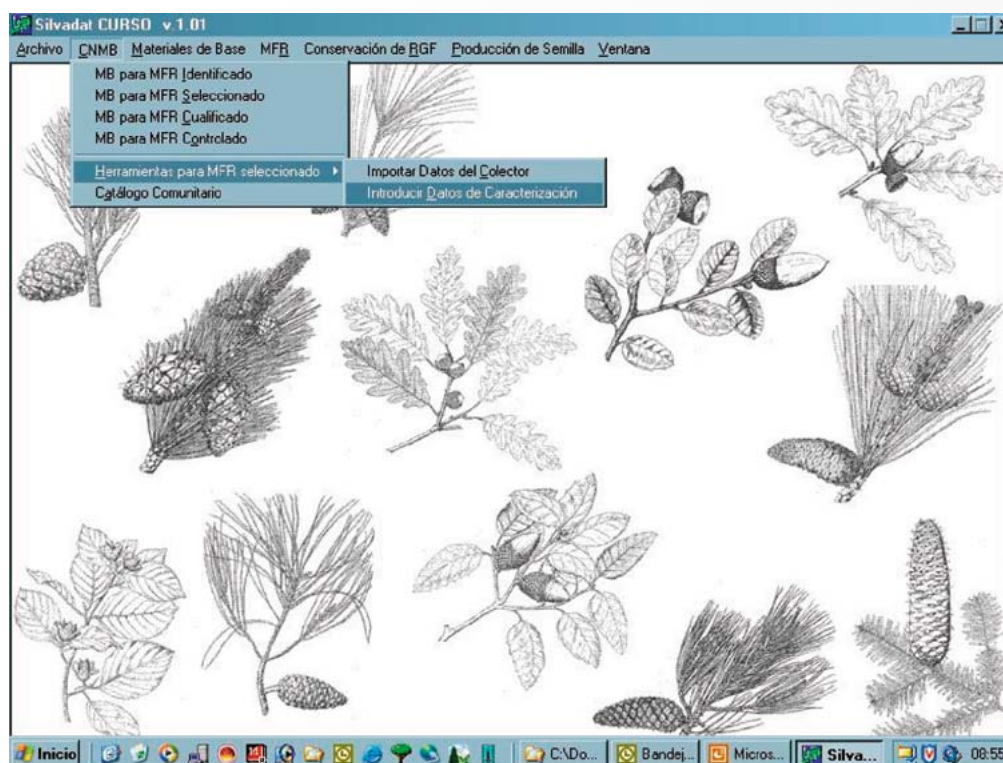 Silvadat CURSO v.1.01
Archivo CNMB Materiales de Base MFR Conservación de RGF Producción de Semilla Ventana
MB para MFR Identificado
MB para MFR Seleccionado
MB para MFR Cualificado
MB para MFR Controlado
Herramientas para MFR seleccionado
Importar Datos del Colector
Catálogo Comunitario
Introducir Datos de Caracterización
Inicio C:\Do... Bandej... Micros... Silva... 08:55